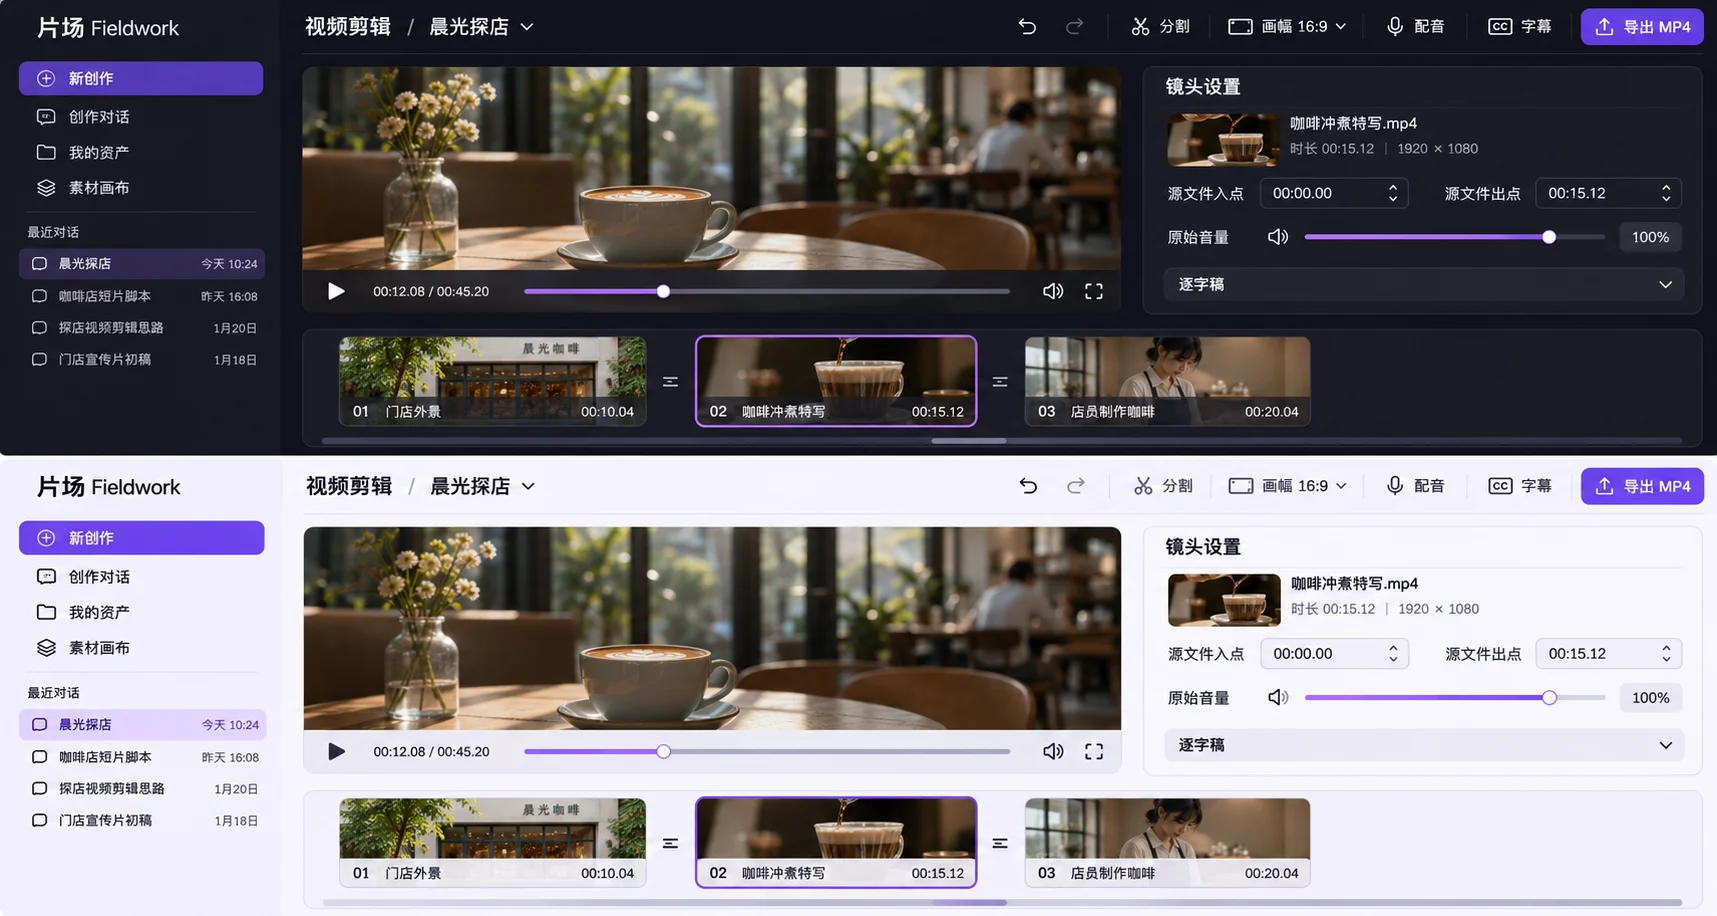 片场 Fieldwork
新创作
创作对话
我的资产
素材画布
最近对话
晨光探店 今天 10:24
咖啡店短片脚本 昨天 16:08
探店视频剪辑思路 1月20日
门店宣传片初稿 1月18日
视频剪辑 / 晨光探店
分割
画幅 16:9
配音
CC 字幕
导出 MP4
00:12.08 / 00:45.20
镜头设置
咖啡冲煮特写.mp4
时长 00:15.12 | 1920 × 1080
源文件入点 00:00.00 源文件出点 00:15.12
原始音量 100%
逐字稿
晨光咖啡
01 门店外景 00:10.04
02 咖啡冲煮特写 00:15.12
03 店员制作咖啡 00:20.04
片场 Fieldwork
新创作
创作对话
我的资产
素材画布
最近对话
晨光探店 今天 10:24
咖啡店短片脚本 昨天 16:08
探店视频剪辑思路 1月20日
门店宣传片初稿 1月18日
视频剪辑 / 晨光探店
分割
画幅 16:9
配音
CC 字幕
导出 MP4
00:12.08 / 00:45.20
镜头设置
咖啡冲煮特写.mp4
时长 00:15.12 | 1920 × 1080
源文件入点 00:00.00 源文件出点 00:15.12
原始音量 100%
逐字稿
晨光咖啡
01 门店外景 00:10.04
02 咖啡冲煮特写 00:15.12
03 店员制作咖啡 00:20.04